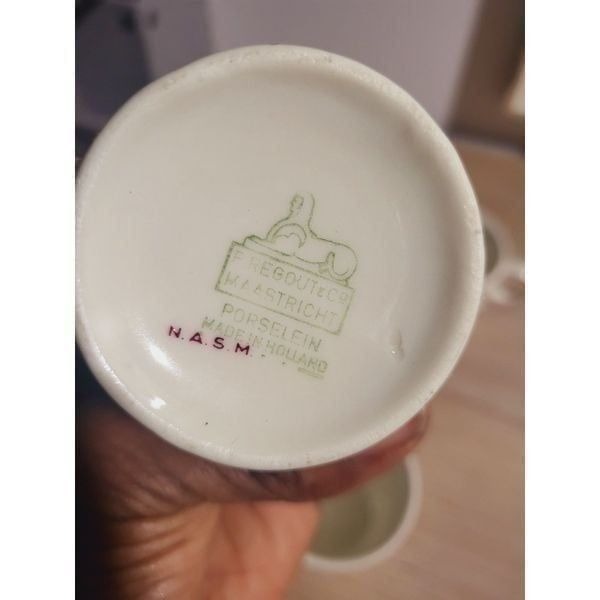 F. REGOUT & CO.
MAASTRICHT
PORSELEIN
MADE IN HOLLAND
N.A.S.M.